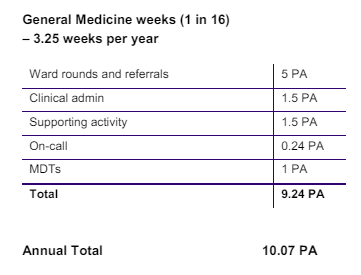 General Medicine weeks (1 in 16)
– 3.25 weeks per year
Ward rounds and referrals 5 PA
Clinical admin 1.5 PA
Supporting activity 1.5 PA
On-call 0.24 PA
MDTs 1 PA
Total 9.24 PA
Annual Total 10.07 PA